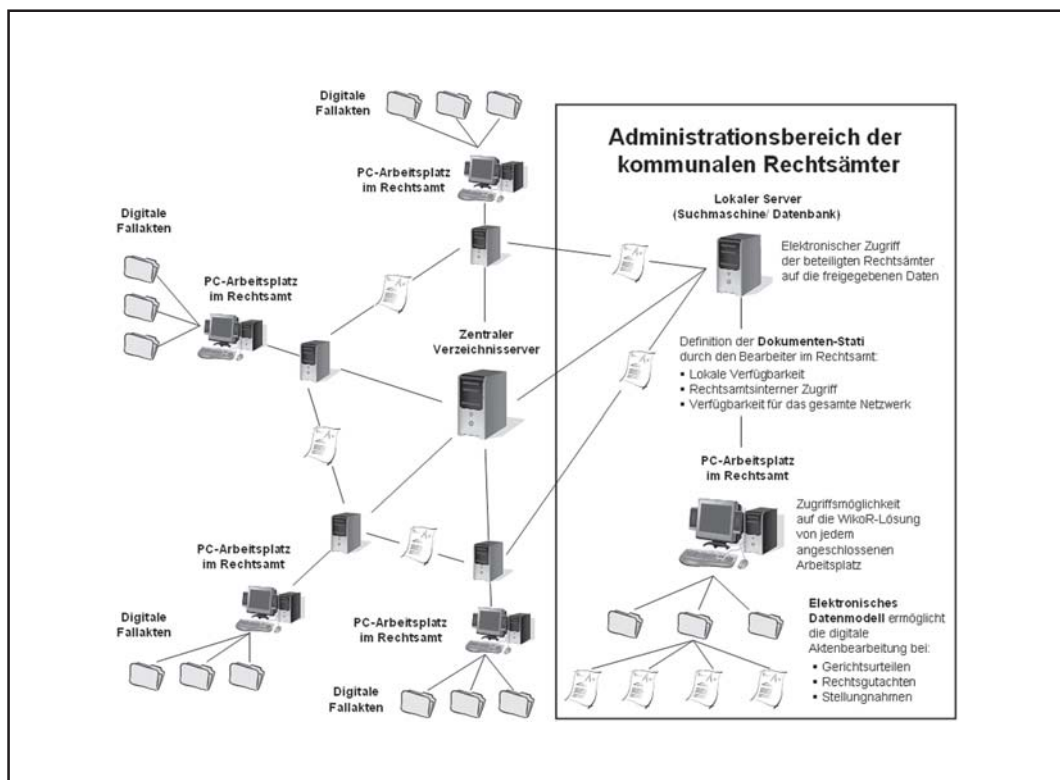 Digitale
Fallakten
PC-Arbeitsplatz
im Rechtsamt
Digitale
Fallakten
PC-Arbeitsplatz
im Rechtsamt
Zentraler
Verzeichnisserver
PC-Arbeitsplatz
im Rechtsamt
Digitale
Fallakten
PC-Arbeitsplatz
im Rechtsamt
Digitale
Fallakten
Administrationsbereich der
kommunalen Rechtsämter
Lokaler Server
(Suchmaschine/ Datenbank)
Elektronischer Zugriff
der beteiligten Rechtsämter
auf die freigegebenen Daten
Definition der Dokumenten-Stati
durch den Bearbeiter im Rechtsamt:
▪ Lokale Verfügbarkeit
▪ Rechtsamtsinterner Zugriff
▪ Verfügbarkeit für das gesamte Netzwerk
PC-Arbeitsplatz
im Rechtsamt
Zugriffsmöglichkeit
auf die WikoR-Lösung
von jedem
angeschlossenen
Arbeitsplatz
Elektronisches
Datenmodell ermöglicht
die digitale
Aktenbearbeitung bei:
▪ Gerichtsurteilen
▪ Rechtsgutachten
▪ Stellungnahmen